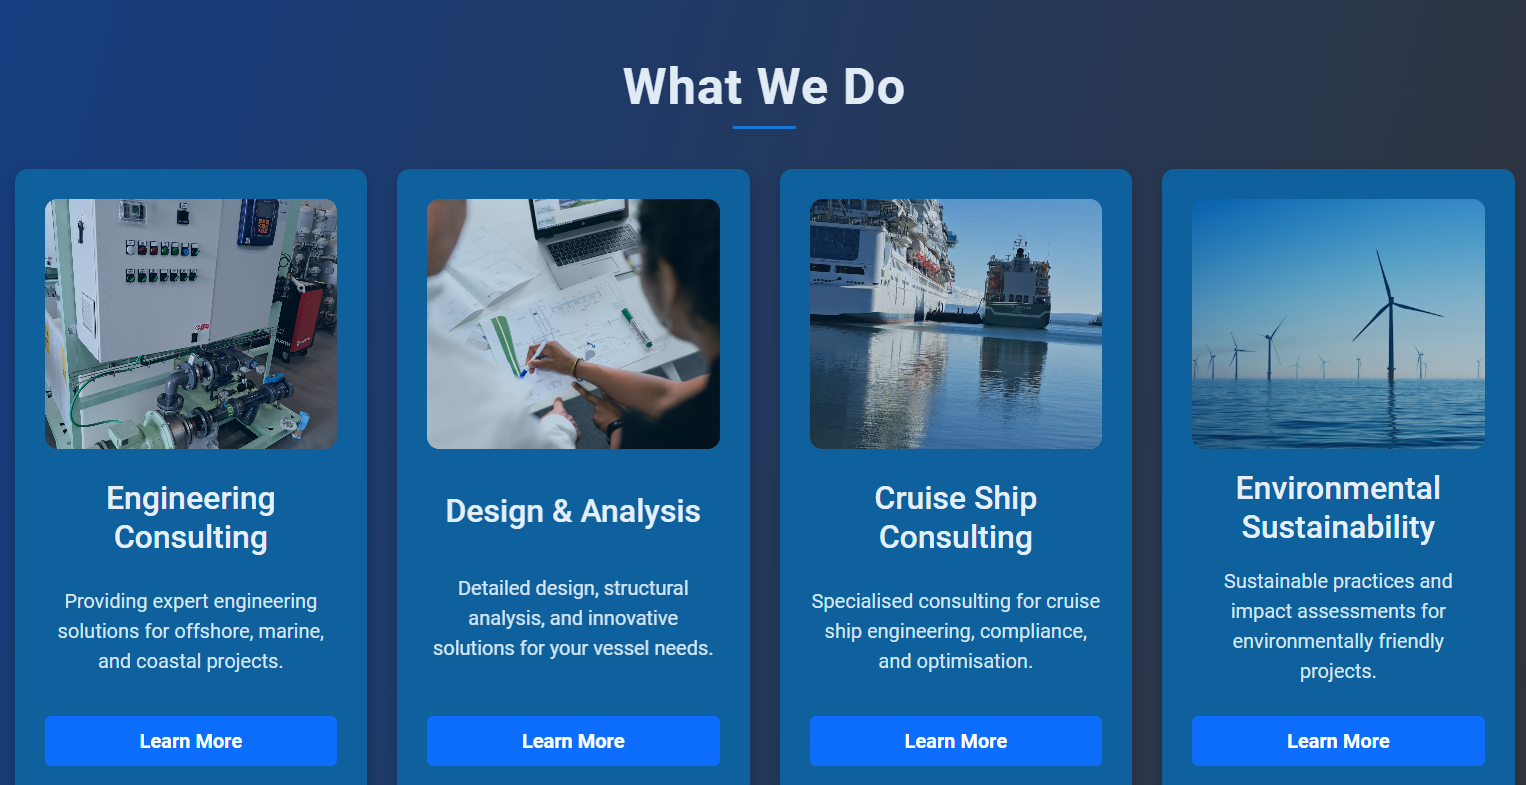 What We Do
Engineering
Consulting
Providing expert engineering
solutions for offshore, marine,
and coastal projects.
Learn More
Design & Analysis
Detailed design, structural
analysis, and innovative
solutions for your vessel needs.
Learn More
Cruise Ship
Consulting
Specialised consulting for cruise
ship engineering, compliance,
and optimisation.
Learn More
Environmental
Sustainability
Sustainable practices and
impact assessments for
environmentally friendly
projects.
Learn More